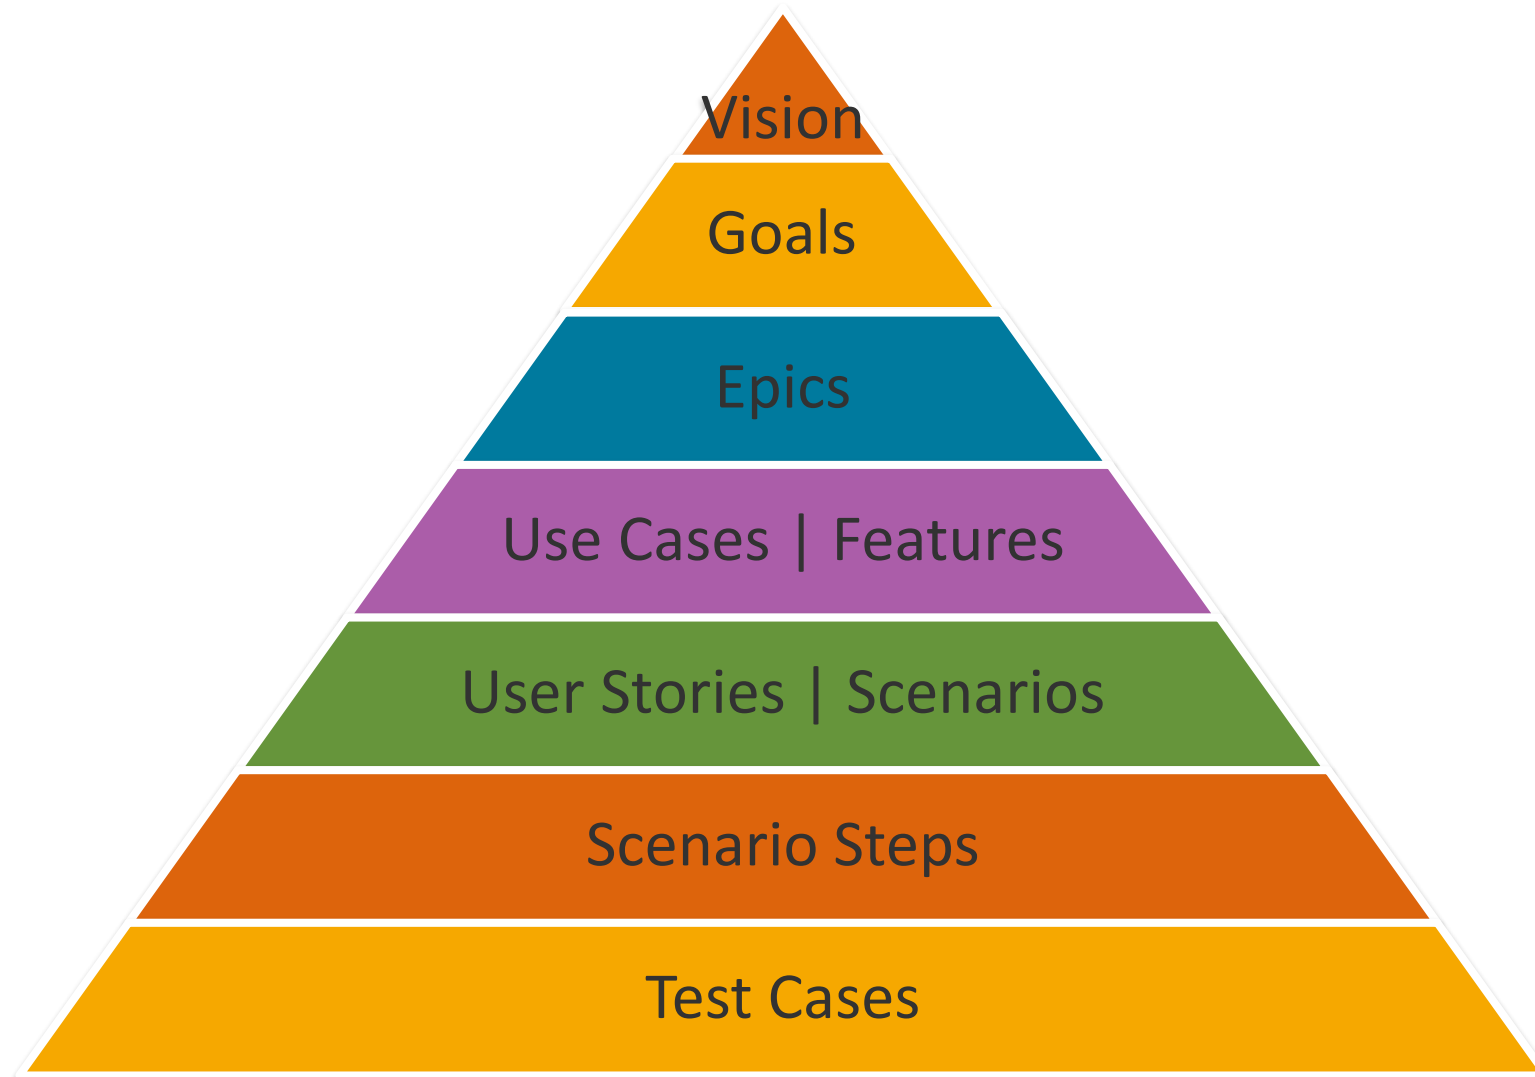 Vision
Goals
Epics
Use Cases | Features
User Stories | Scenarios
Scenario Steps
Test Cases